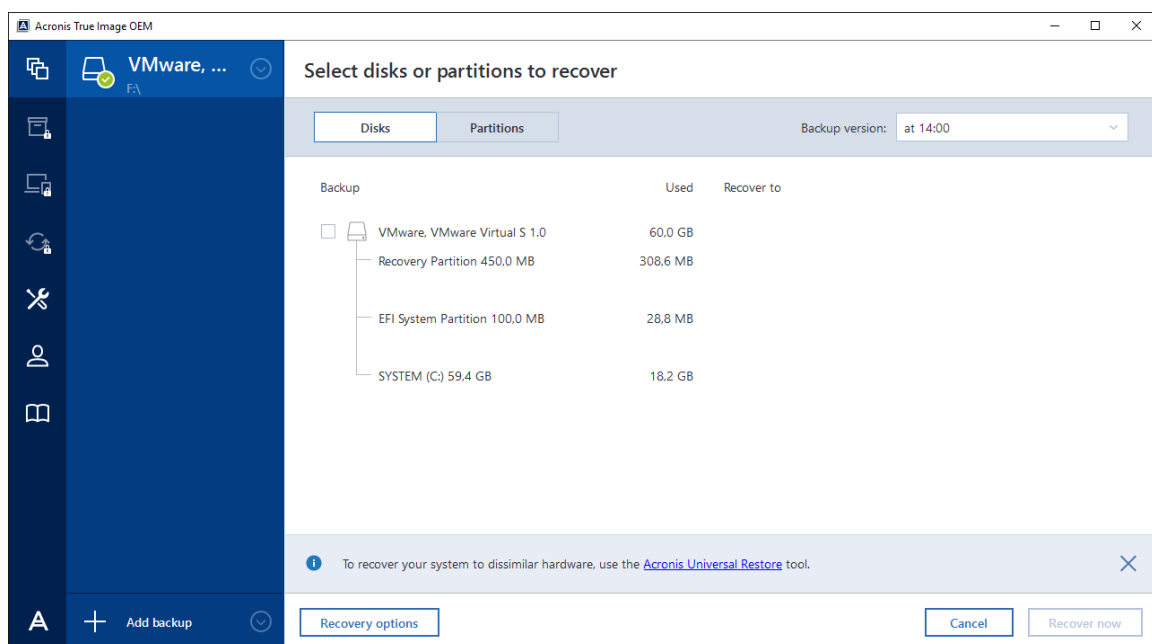 Acronis True Image OEM
VMware, ...
F:\
Select disks or partitions to recover
Disks
Partitions
Backup version:
at 14:00
Backup
Used
Recover to
VMware, VMware Virtual S 1.0
60,0 GB
Recovery Partition 450,0 MB
308,6 MB
EFI System Partition 100,0 MB
28,8 MB
SYSTEM (C:) 59,4 GB
18,2 GB
To recover your system to dissimilar hardware, use the Acronis Universal Restore tool.
Add backup
Recovery options
Cancel
Recover now